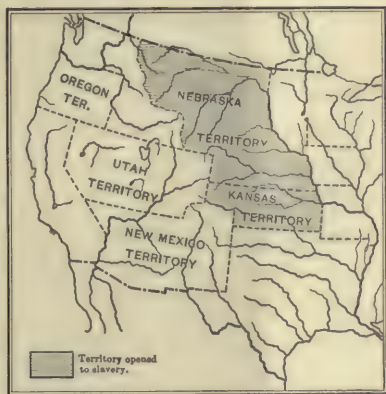 OREGON
TER.
NEBRASKA
TERRITORY
UTAH
TERRITORY
KANSAS
TERRITORY
NEW MEXICO
TERRITORY
Territory opened
to slavery.